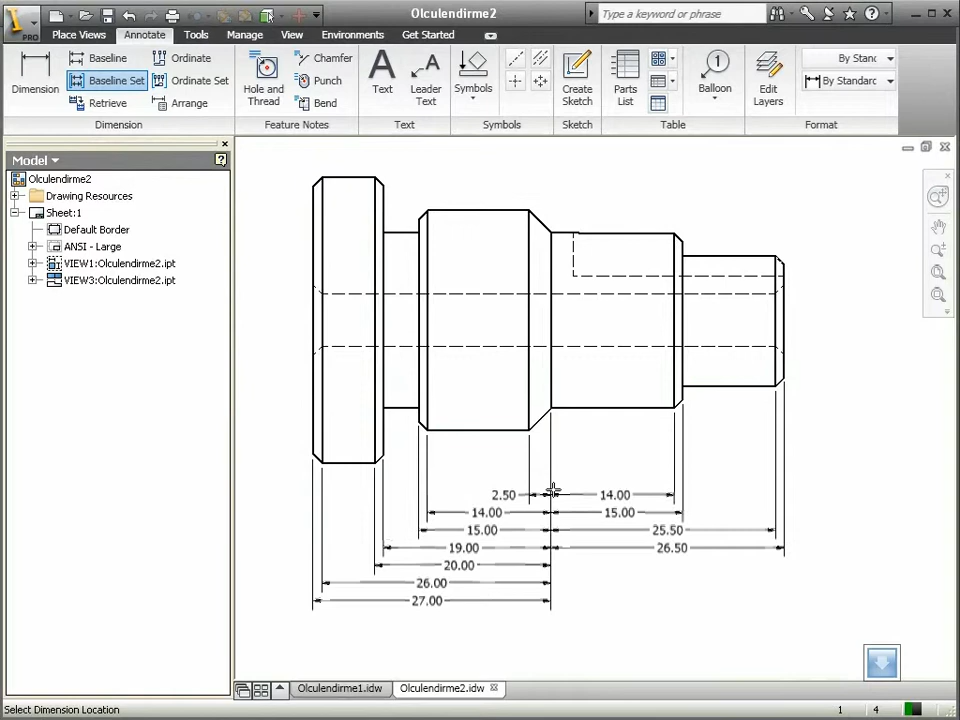 Olculendirme2
Type a keyword or phrase
PRO
Place Views Annotate Tools Manage View Environments Get Started
Dimension
Baseline
Baseline Set
Retrieve
Ordinate
Ordinate Set
Arrange
Dimension
Hole and Thread
Chamfer
Punch
Bend
Feature Notes
Text
Leader Text
Text
Symbols
Symbols
Create Sketch
Sketch
Parts List
Balloon
1
Table
Edit Layers
By Stanc
By Standarc
Format
Model
Olculendirme2
Drawing Resources
Sheet:1
Default Border
ANSI - Large
VIEW1:Olculendirme2.ipt
VIEW3:Olculendirme2.ipt
2.50 14.00
14.00 15.00
15.00 25.50
19.00 26.50
20.00
26.00
27.00
Olculendirme1.idw Olculendirme2.idw
Select Dimension Location 1 4